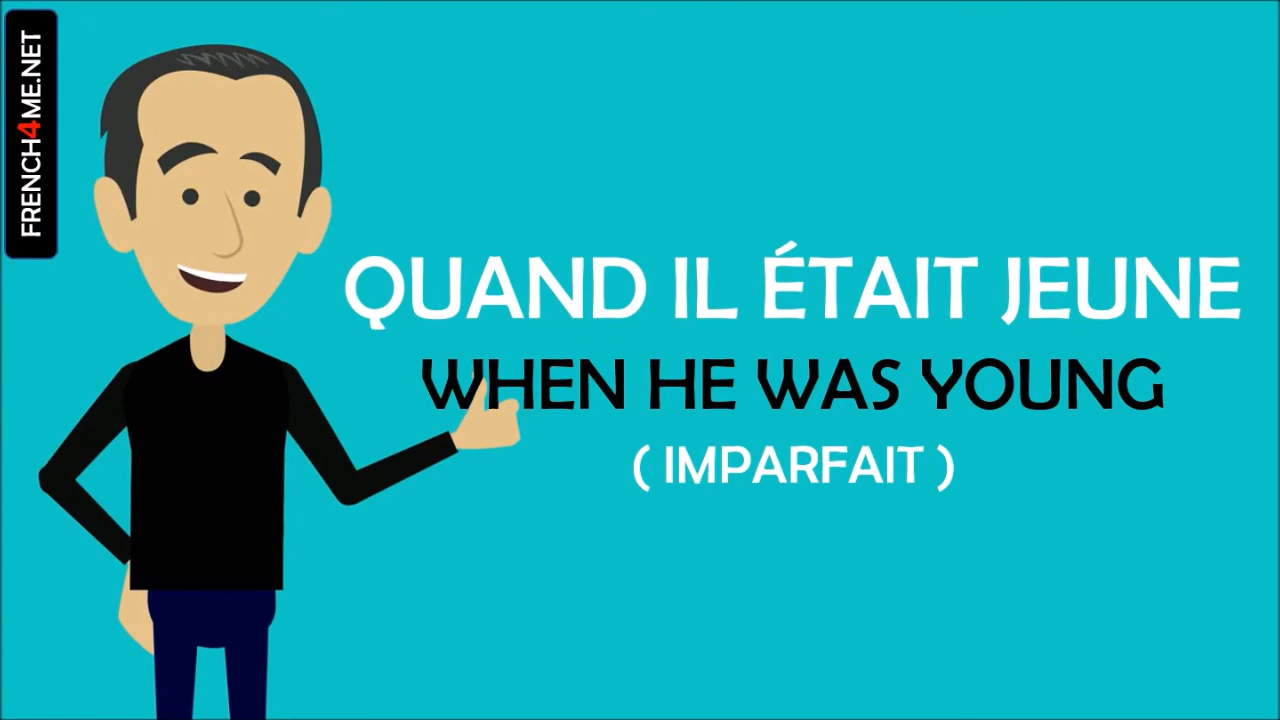 FRENCH4ME.NET
QUAND IL ÉTAIT JEUNE
WHEN HE WAS YOUNG
( IMPARFAIT )